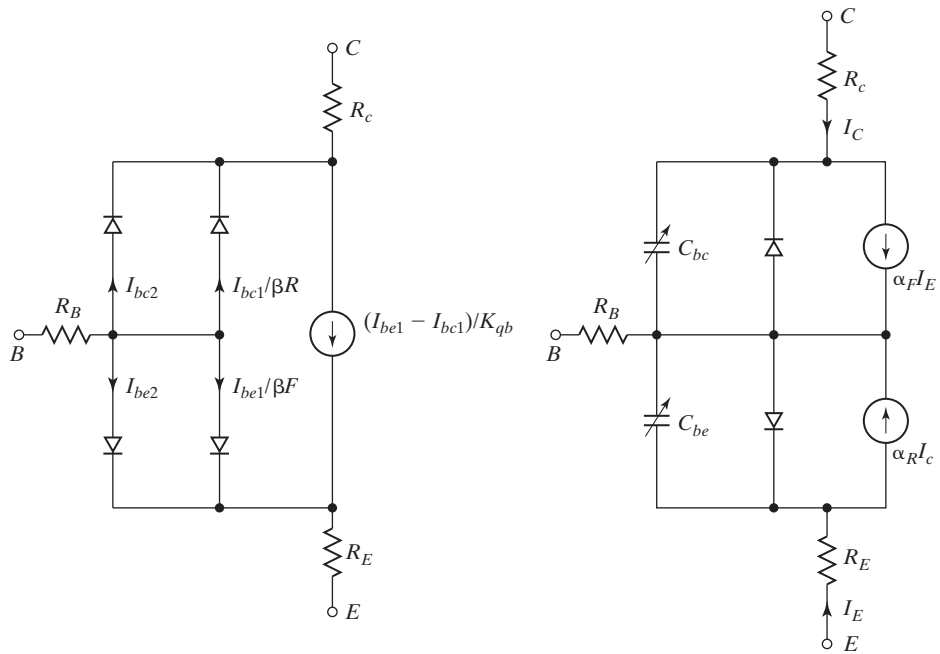 C
R_c
I_bc2
I_bc1/βR
R_B
B
(I_be1 − I_bc1)/K_qb
I_be2
I_be1/βF
R_E
E
C
R_c
I_C
C_bc
α_F I_E
R_B
B
C_be
α_R I_c
R_E
I_E
E